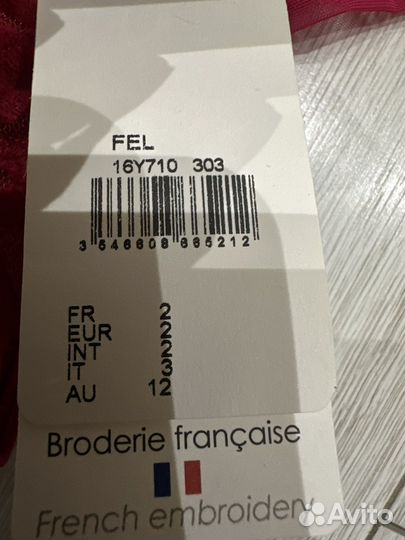 FEL
16Y710 303
3 546608 665212
FR 2
EUR 2
INT 2
IT 3
AU 12
Broderie française
French embroidery
Avito